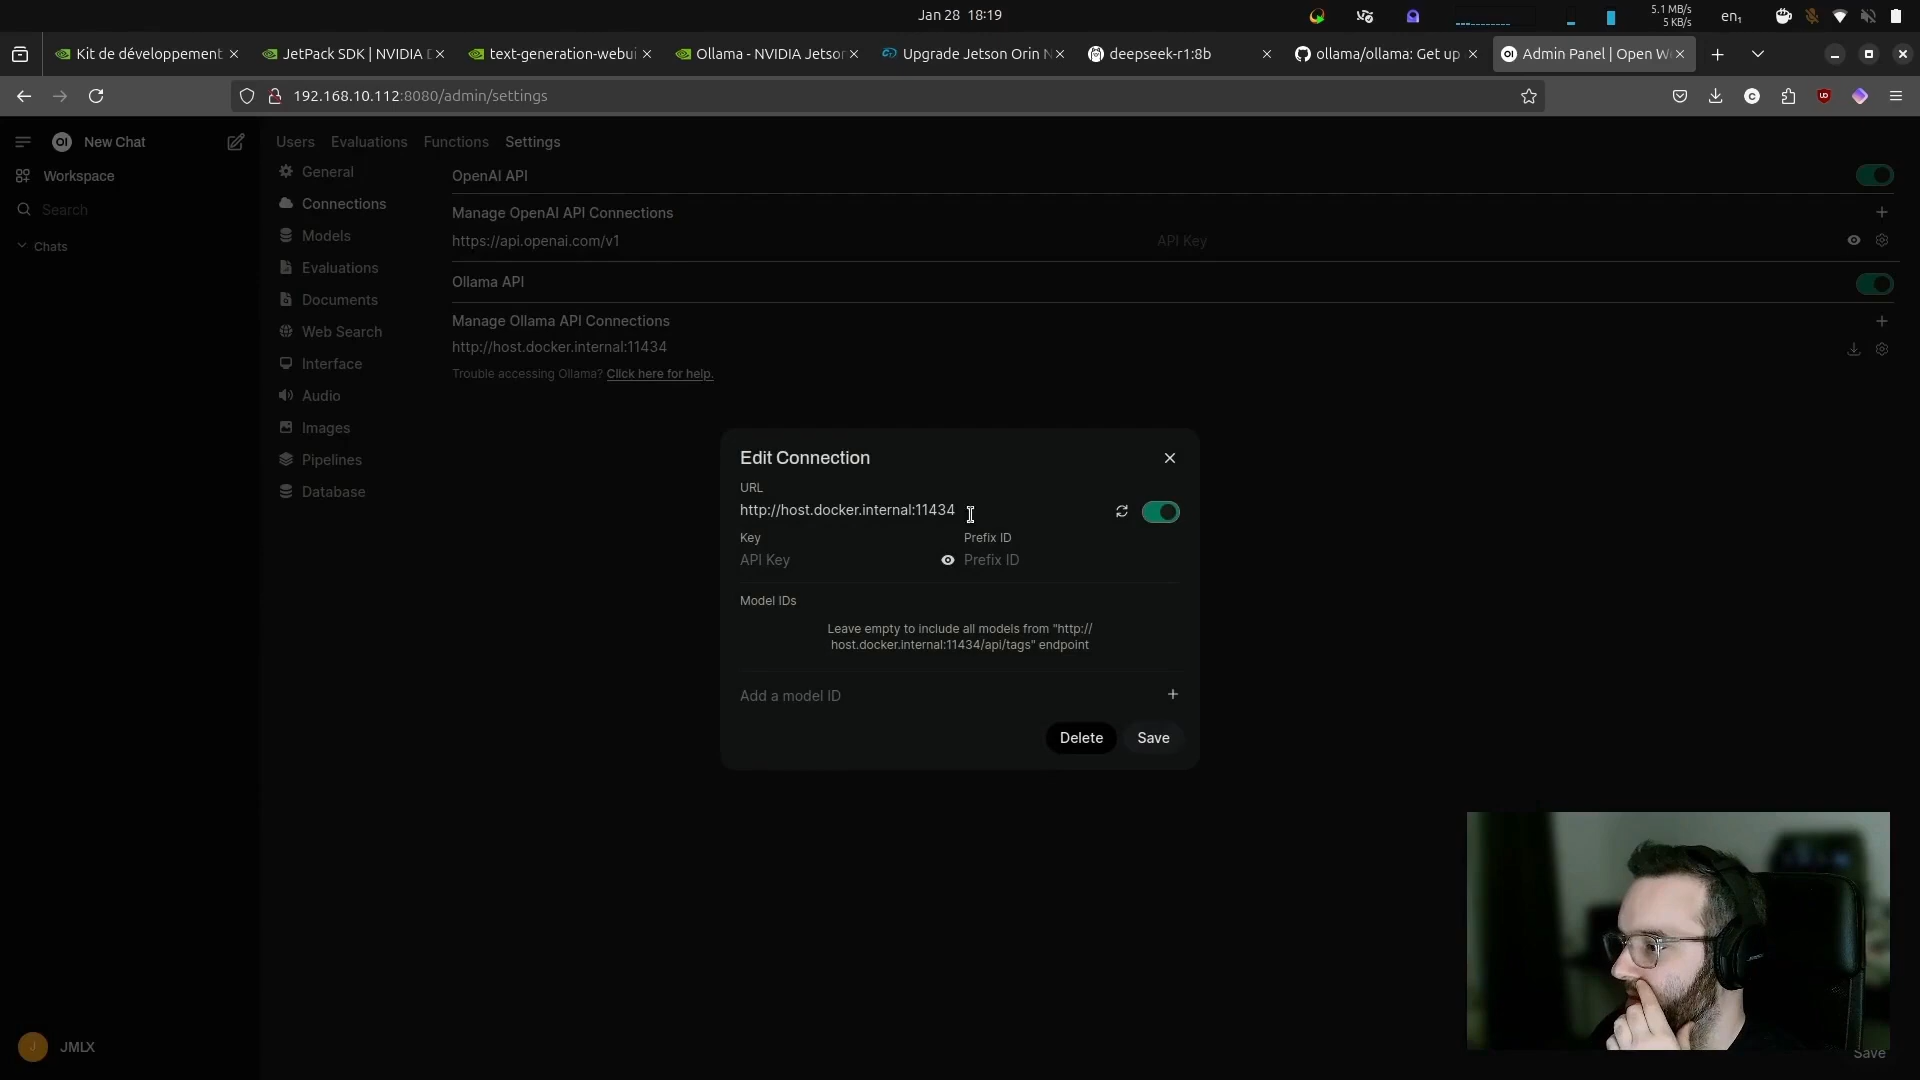 Jan 28 18:19
5.1 MB/s
5 KB/s
en₁
Kit de développement
JetPack SDK | NVIDIA D
text-generation-webui
Ollama - NVIDIA Jetson
Upgrade Jetson Orin N
deepseek-r1:8b
ollama/ollama: Get up
Admin Panel | Open W
192.168.10.112:8080/admin/settings
OI New Chat
Workspace
Search
Chats
Users Evaluations Functions Settings
General
Connections
Models
Evaluations
Documents
Web Search
Interface
Audio
Images
Pipelines
Database
OpenAI API
Manage OpenAI API Connections
https://api.openai.com/v1 API Key
Ollama API
Manage Ollama API Connections
http://host.docker.internal:11434
Trouble accessing Ollama? Click here for help.
Edit Connection
URL
http://host.docker.internal:11434
Key Prefix ID
API Key Prefix ID
Model IDs
Leave empty to include all models from "http://
host.docker.internal:11434/api/tags" endpoint
Add a model ID
Delete Save
J JMLX
Save